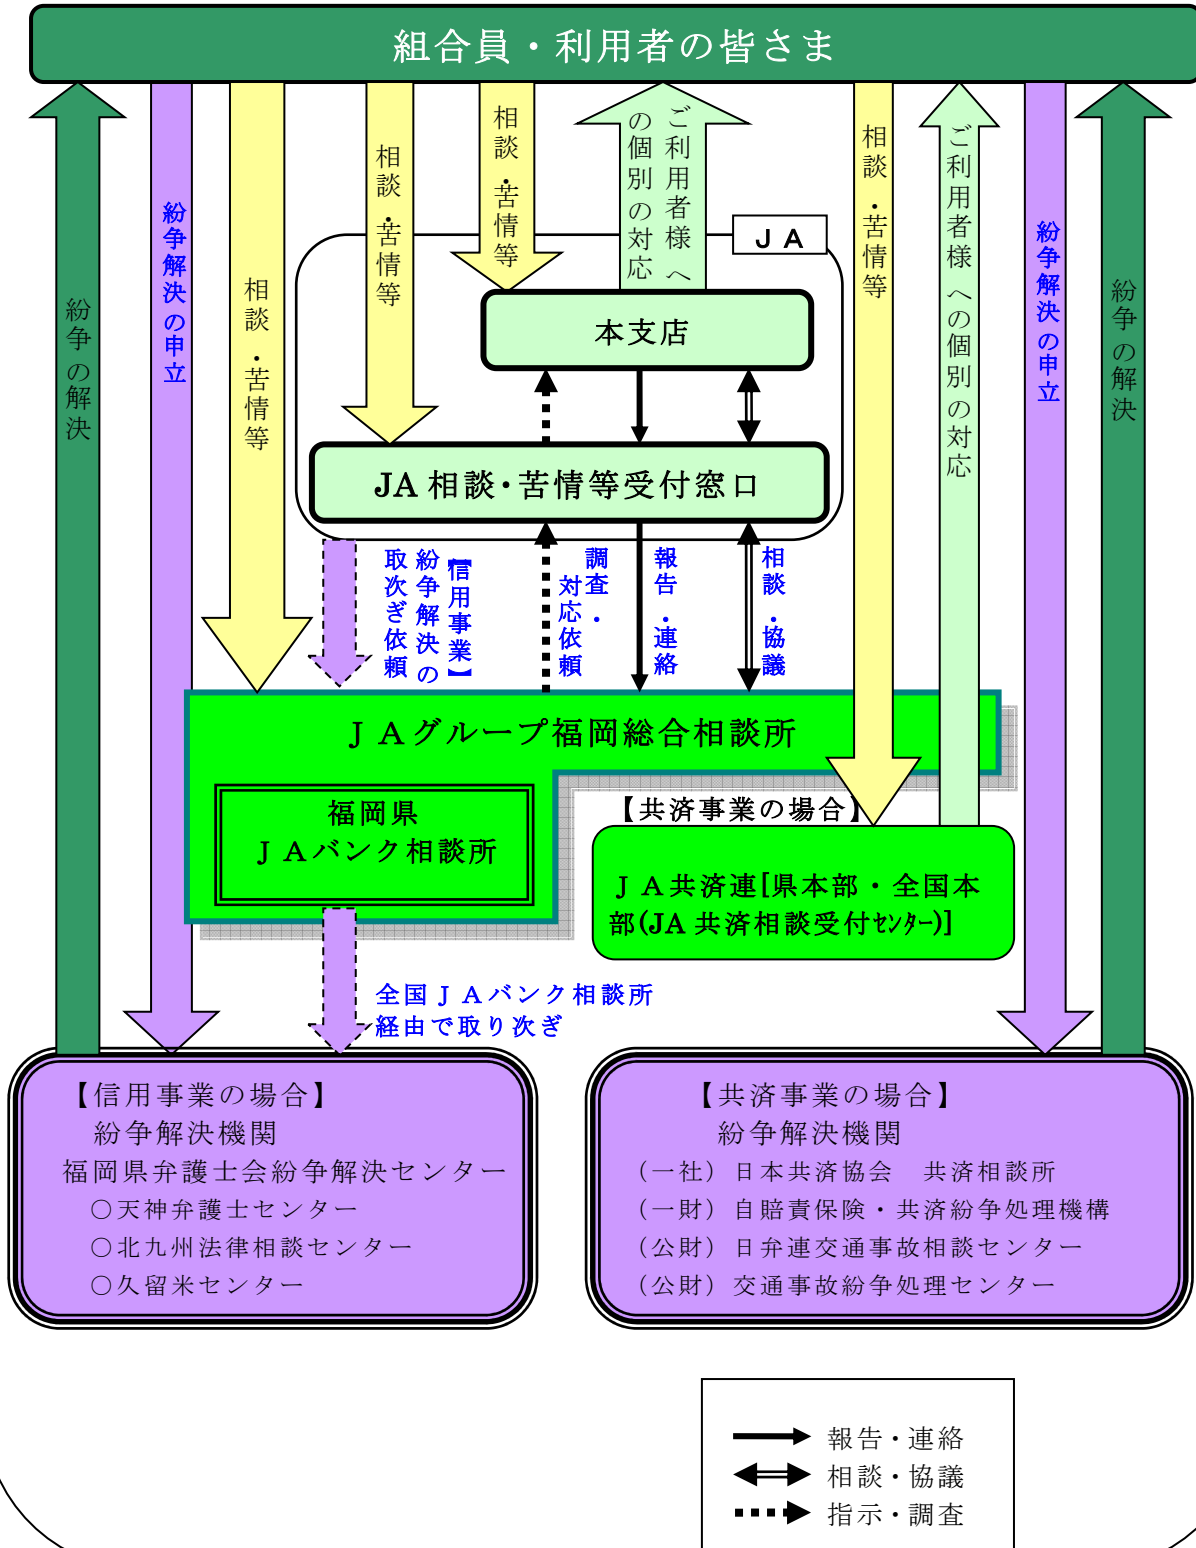 組合員・利用者の皆さま
紛争の解決
紛争解決の申立
相談・苦情等
相談・苦情等
相談・苦情等
ご利用者様へ
の個別の対応
相談・苦情等
ご利用者様への個別の対応
紛争解決の申立
紛争の解決
ＪＡ
本支店
JA 相談・苦情等受付窓口
【信用事業】
紛争解決の
取次ぎ依頼
調査・
対応依頼
報告・連絡
相談・協議
ＪＡグループ福岡総合相談所
福岡県
ＪＡバンク相談所
【共済事業の場合】
ＪＡ共済連[県本部・全国本
部(JA 共済相談受付ｾﾝﾀｰ)]
全国ＪＡバンク相談所
経由で取り次ぎ
【信用事業の場合】
紛争解決機関
福岡県弁護士会紛争解決センター
○天神弁護士センター
○北九州法律相談センター
○久留米センター
【共済事業の場合】
紛争解決機関
（一社）日本共済協会　共済相談所
（一財）自賠責保険・共済紛争処理機構
（公財）日弁連交通事故相談センター
（公財）交通事故紛争処理センター
報告・連絡
相談・協議
指示・調査